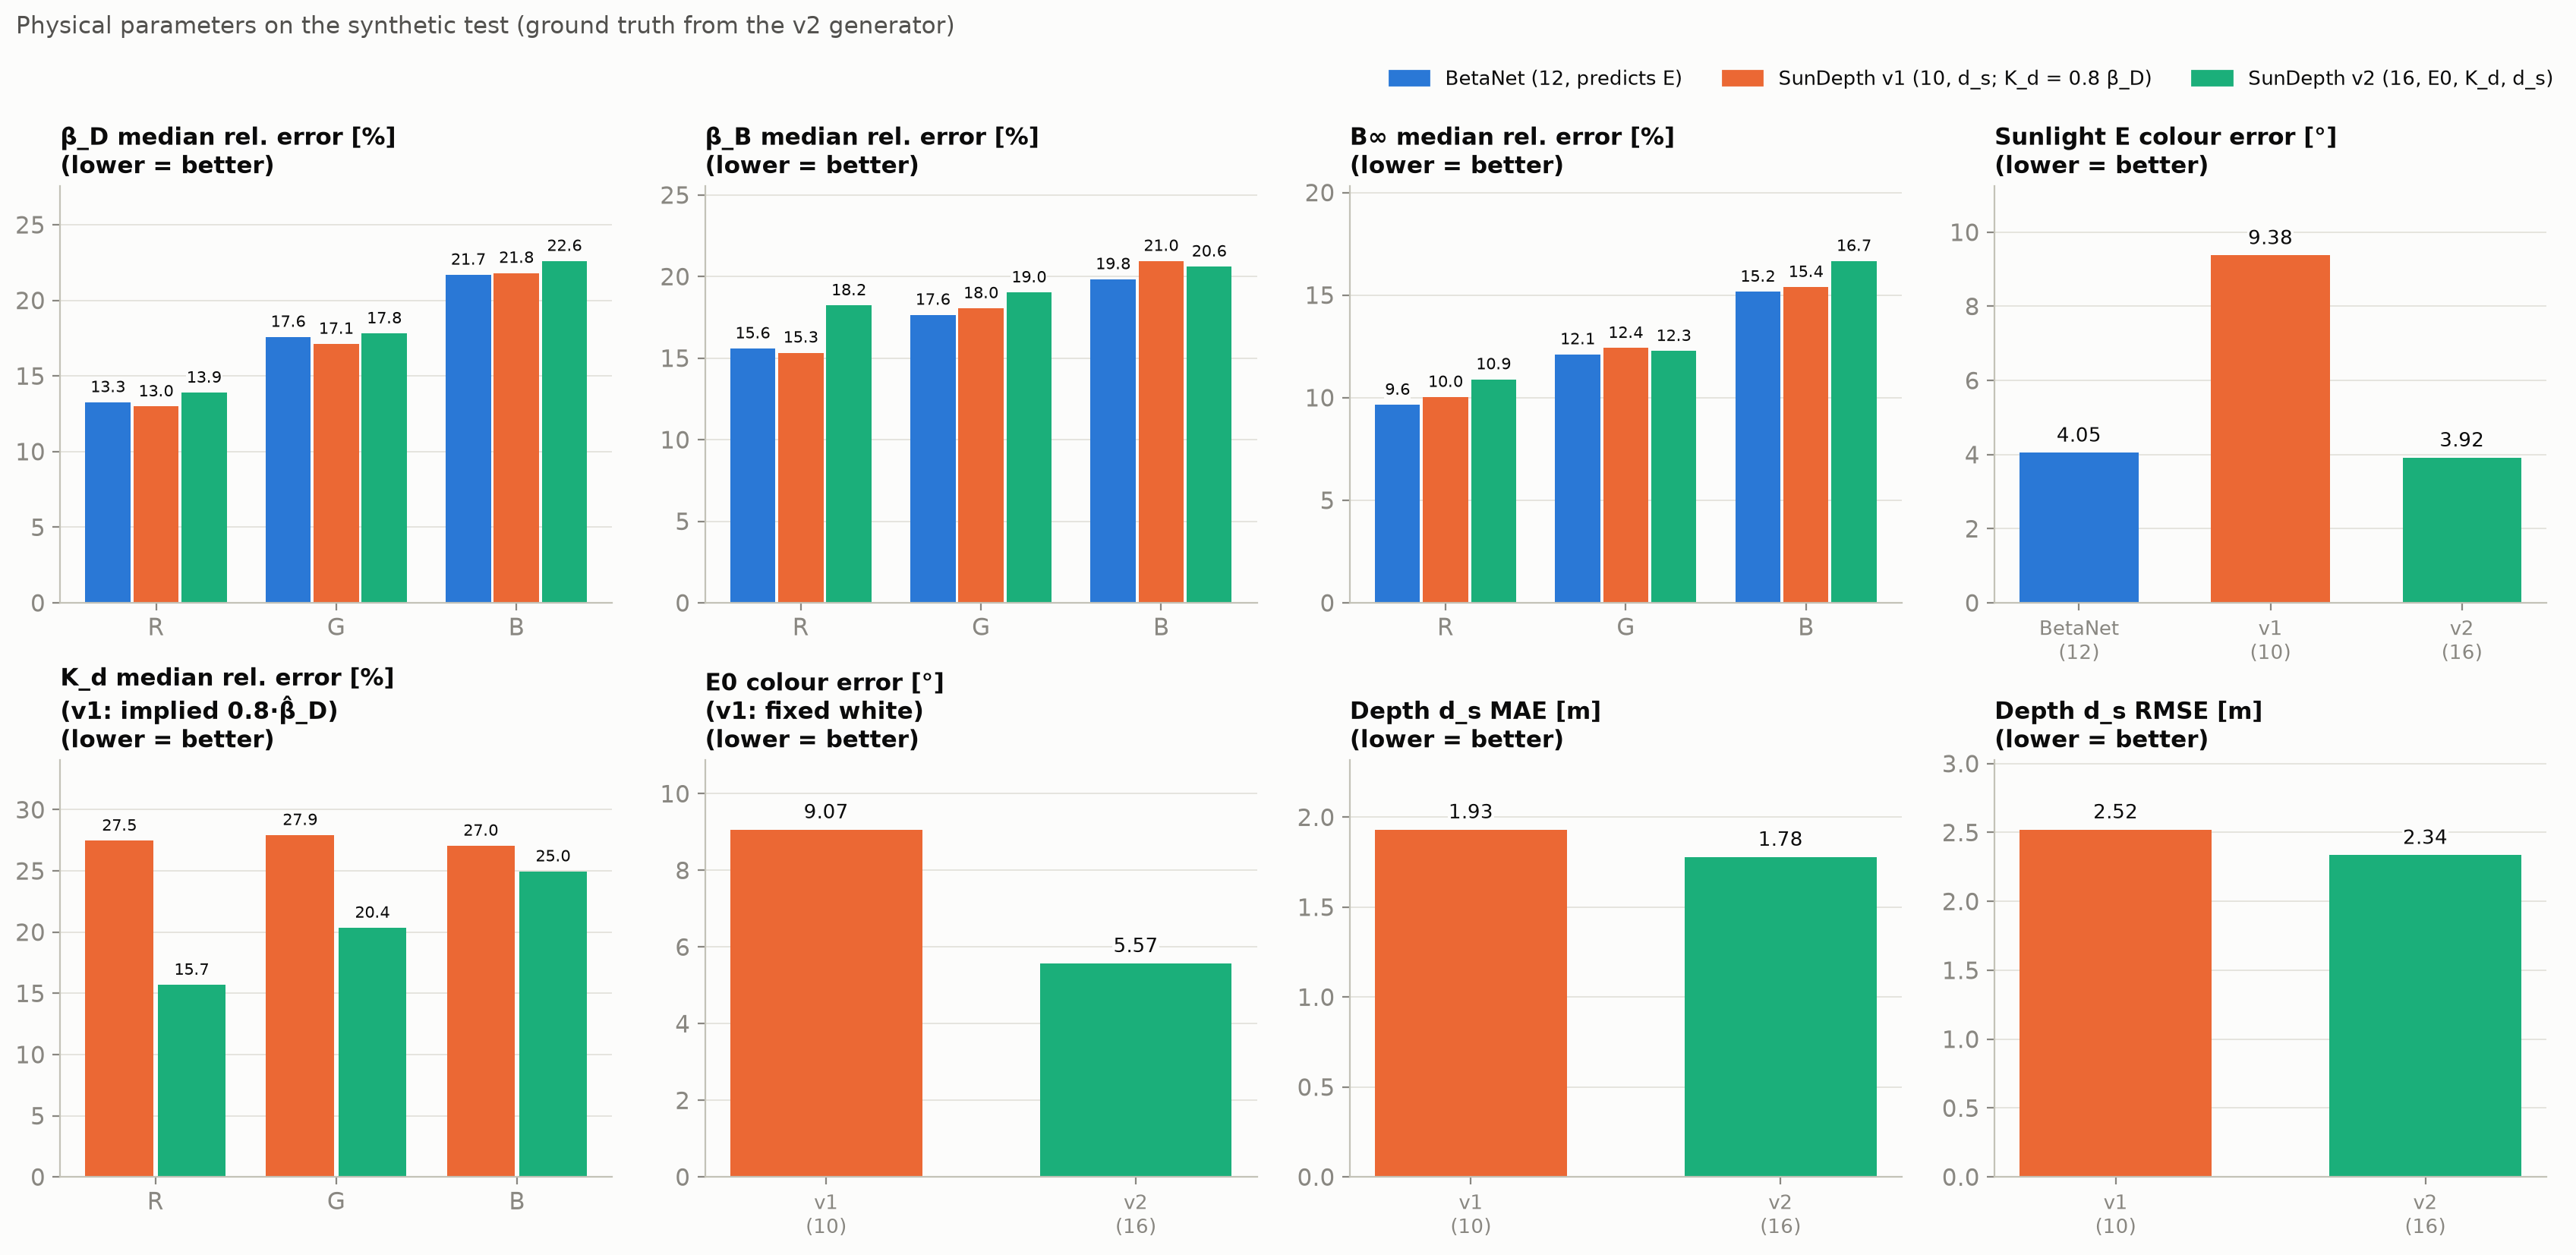 Physical parameters on the synthetic test (ground truth from the v2 generator)
BetaNet (12, predicts E)
SunDepth v1 (10, d_s; K_d = 0.8 β_D)
SunDepth v2 (16, E0, K_d, d_s)
β_D median rel. error [%]
(lower = better)
25
20
15
10
5
0
13.3
13.0
13.9
17.6
17.1
17.8
21.7
21.8
22.6
R
G
B
β_B median rel. error [%]
(lower = better)
25
20
15
10
5
0
15.6
15.3
18.2
17.6
18.0
19.0
19.8
21.0
20.6
R
G
B
B∞ median rel. error [%]
(lower = better)
20
15
10
5
0
9.6
10.0
10.9
12.1
12.4
12.3
15.2
15.4
16.7
R
G
B
Sunlight E colour error [°]
(lower = better)
10
8
6
4
2
0
4.05
9.38
3.92
BetaNet
(12)
v1
(10)
v2
(16)
K_d median rel. error [%]
(v1: implied 0.8·β̂_D)
(lower = better)
30
25
20
15
10
5
0
27.5
15.7
27.9
20.4
27.0
25.0
R
G
B
E0 colour error [°]
(v1: fixed white)
(lower = better)
10
8
6
4
2
0
9.07
5.57
v1
(10)
v2
(16)
Depth d_s MAE [m]
(lower = better)
2.0
1.5
1.0
0.5
0.0
1.93
1.78
v1
(10)
v2
(16)
Depth d_s RMSE [m]
(lower = better)
3.0
2.5
2.0
1.5
1.0
0.5
0.0
2.52
2.34
v1
(10)
v2
(16)